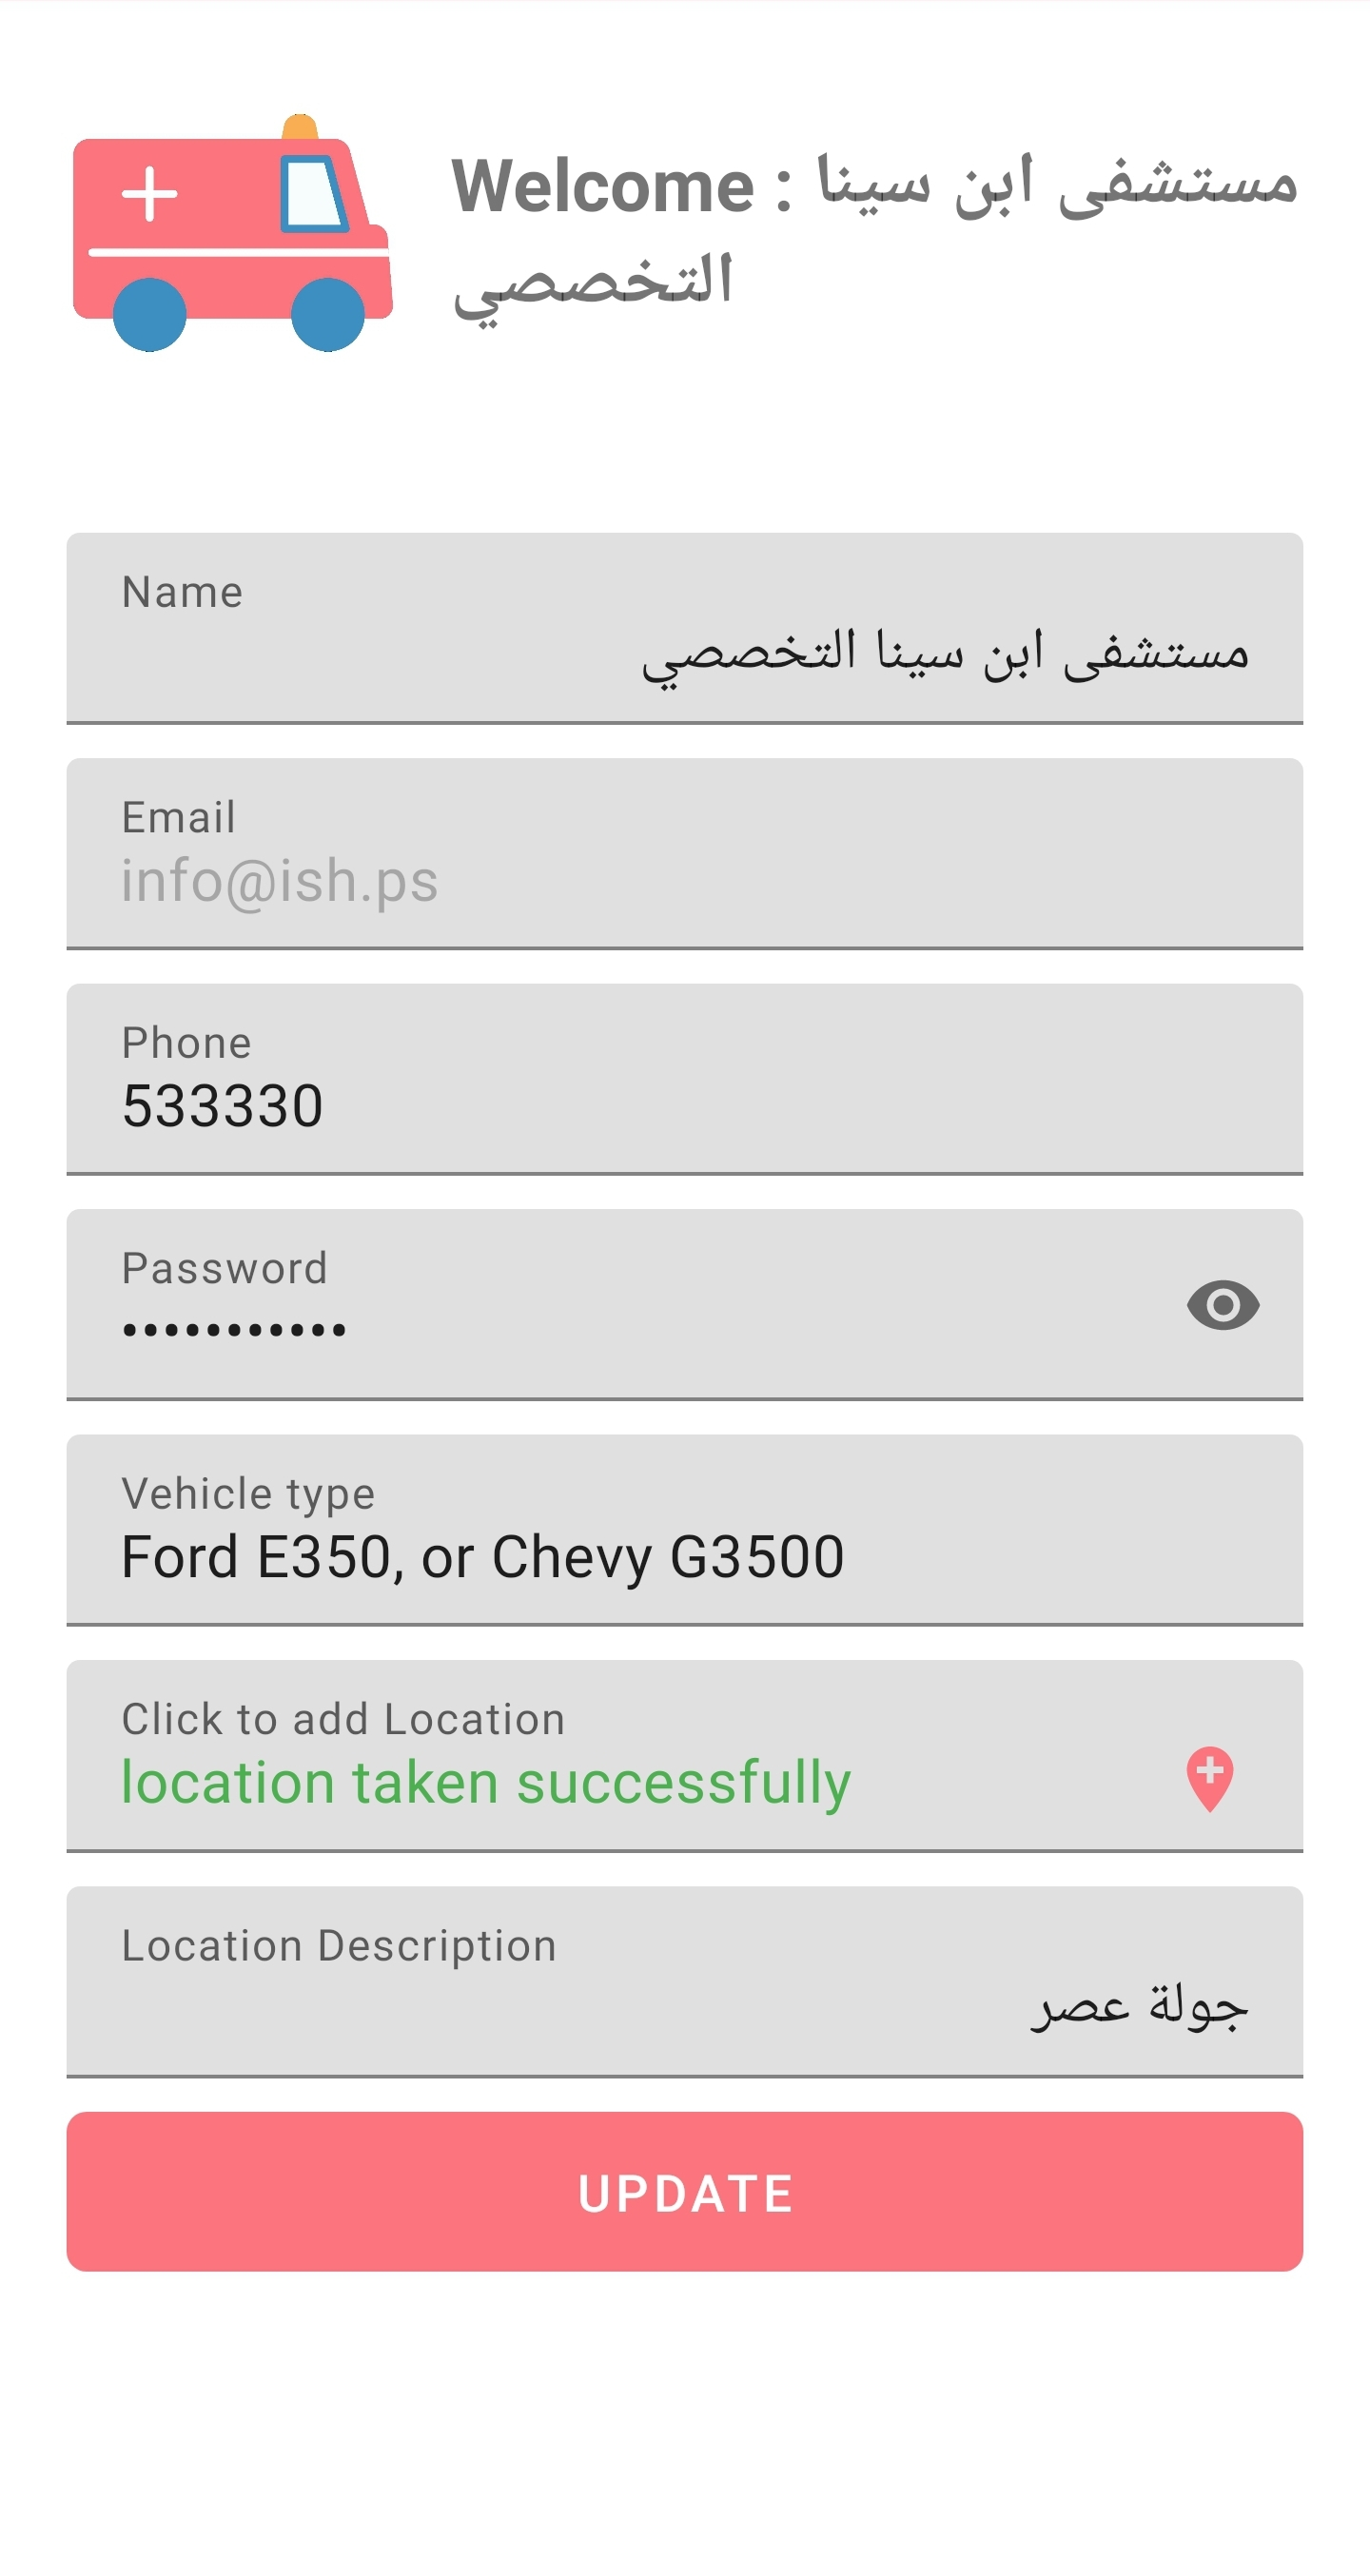 Welcome : مستشفى ابن سينا
التخصصي
Name
مستشفى ابن سينا التخصصي
Email
info@ish.ps
Phone
533330
Password
•••••••••••
Vehicle type
Ford E350, or Chevy G3500
Click to add Location
location taken successfully
Location Description
جولة عصر
UPDATE